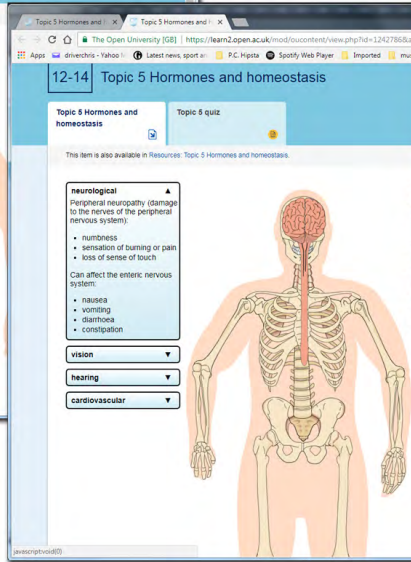 Topic 5 Hormones and
Topic 5 Hormones and
The Open University [GB] | https://learn2.open.ac.uk/mod/oucontent/view.php?id=1242786&
Apps driverchris - Yahoo Latest news, sport an P.C. Hipsta Spotify Web Player Imported mus
12-14 Topic 5 Hormones and homeostasis
Topic 5 Hormones and
homeostasis
Topic 5 quiz
This item is also available in Resources: Topic 5 Hormones and homeostasis.
neurological ▲
Peripheral neuropathy (damage
to the nerves of the peripheral
nervous system):
• numbness
• sensation of burning or pain
• loss of sense of touch
Can affect the enteric nervous
system:
• nausea
• vomiting
• diarrhoea
• constipation
vision ▼
hearing ▼
cardiovascular ▼
javascript:void(0)